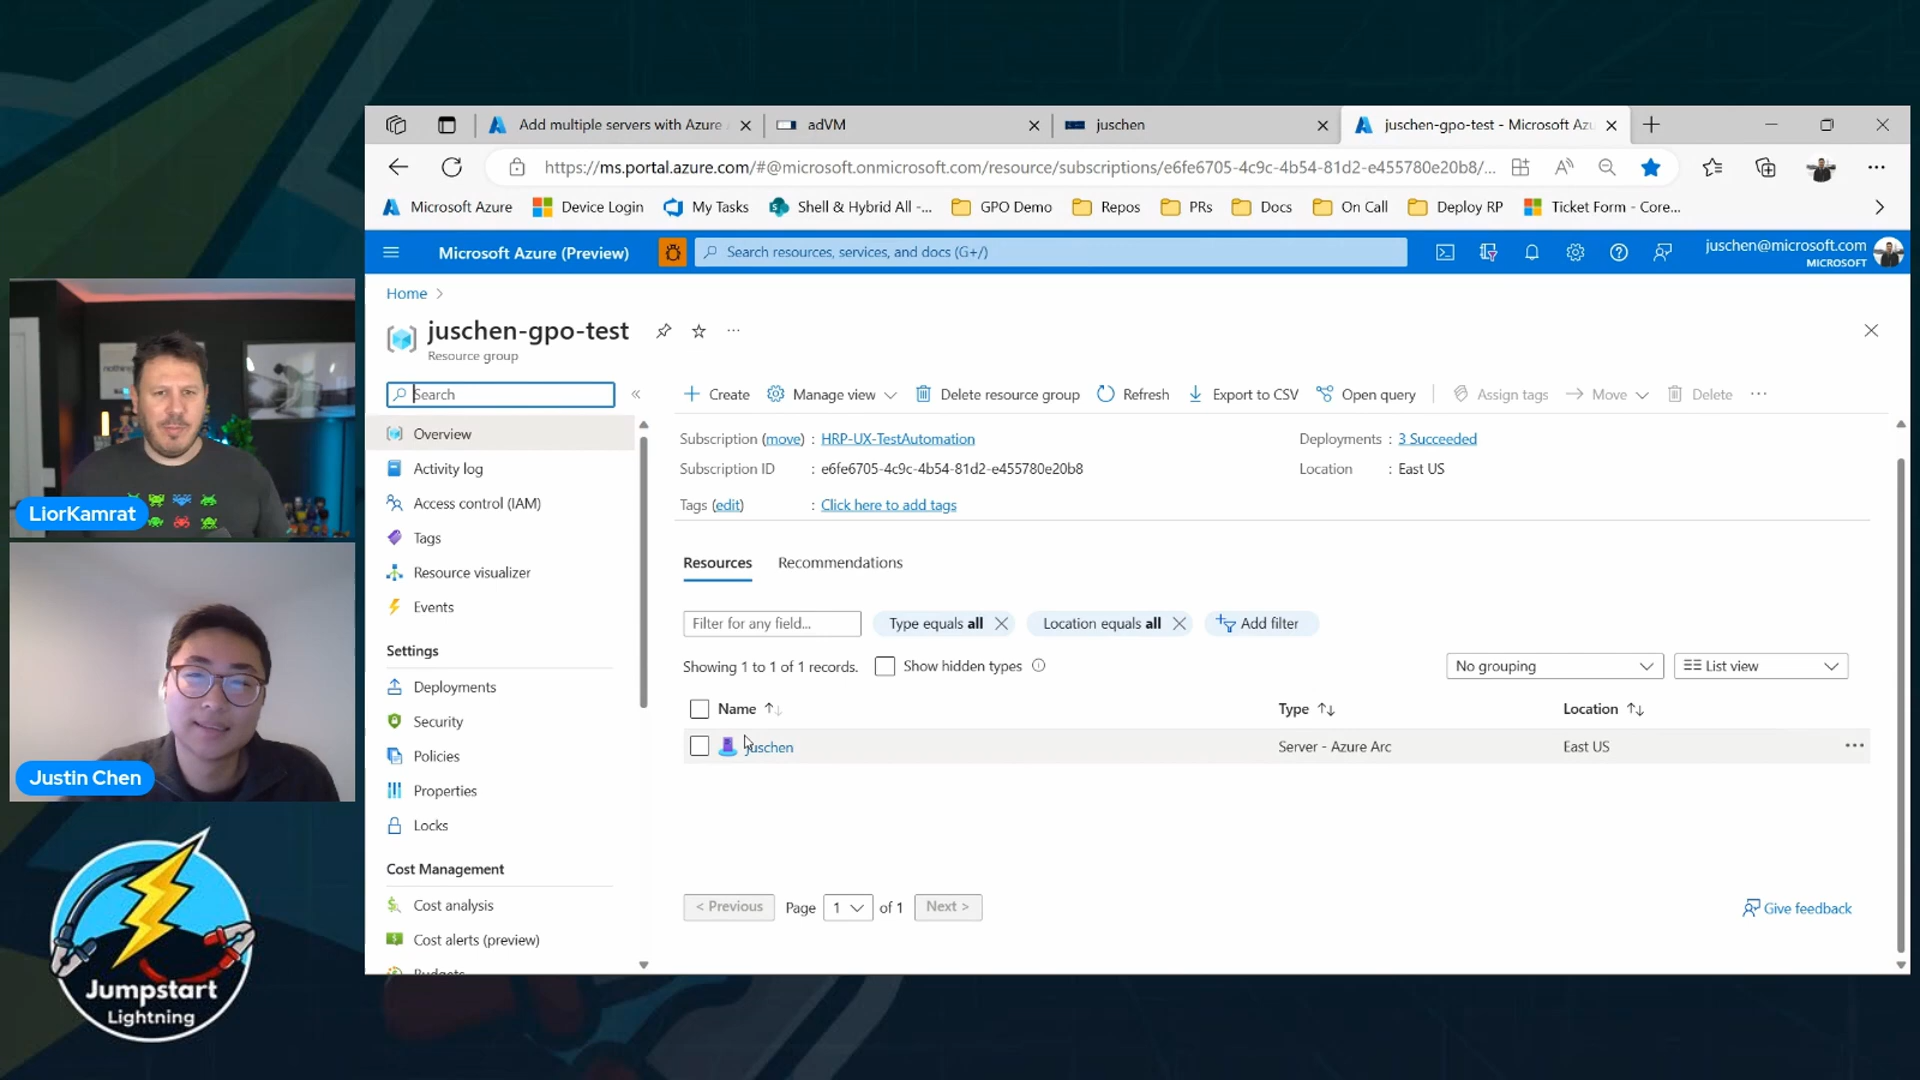 Add multiple servers with Azure
adVM
juschen
juschen-gpo-test - Microsoft Azu
https://ms.portal.azure.com/#@microsoft.onmicrosoft.com/resource/subscriptions/e6fe6705-4c9c-4b54-81d2-e455780e20b8/...
Microsoft Azure
Device Login
My Tasks
Shell & Hybrid All -...
GPO Demo
Repos
PRs
Docs
On Call
Deploy RP
Ticket Form - Core...
Microsoft Azure (Preview)
Search resources, services, and docs (G+/)
juschen@microsoft.com
MICROSOFT
Home >
juschen-gpo-test
Resource group
Search
Overview
Activity log
Access control (IAM)
Tags
Resource visualizer
Events
Settings
Deployments
Security
Policies
Properties
Locks
Cost Management
Cost analysis
Cost alerts (preview)
Budgets
Create
Manage view
Delete resource group
Refresh
Export to CSV
Open query
Assign tags
Move
Delete
Subscription (move) : HRP-UX-TestAutomation
Subscription ID : e6fe6705-4c9c-4b54-81d2-e455780e20b8
Tags (edit) : Click here to add tags
Deployments : 3 Succeeded
Location : East US
Resources
Recommendations
Filter for any field...
Type equals all
Location equals all
Add filter
Showing 1 to 1 of 1 records.
Show hidden types
No grouping
List view
Name
Type
Location
juschen
Server - Azure Arc
East US
< Previous
Page 1 of 1
Next >
Give feedback
LiorKamrat
Justin Chen
Jumpstart
Lightning